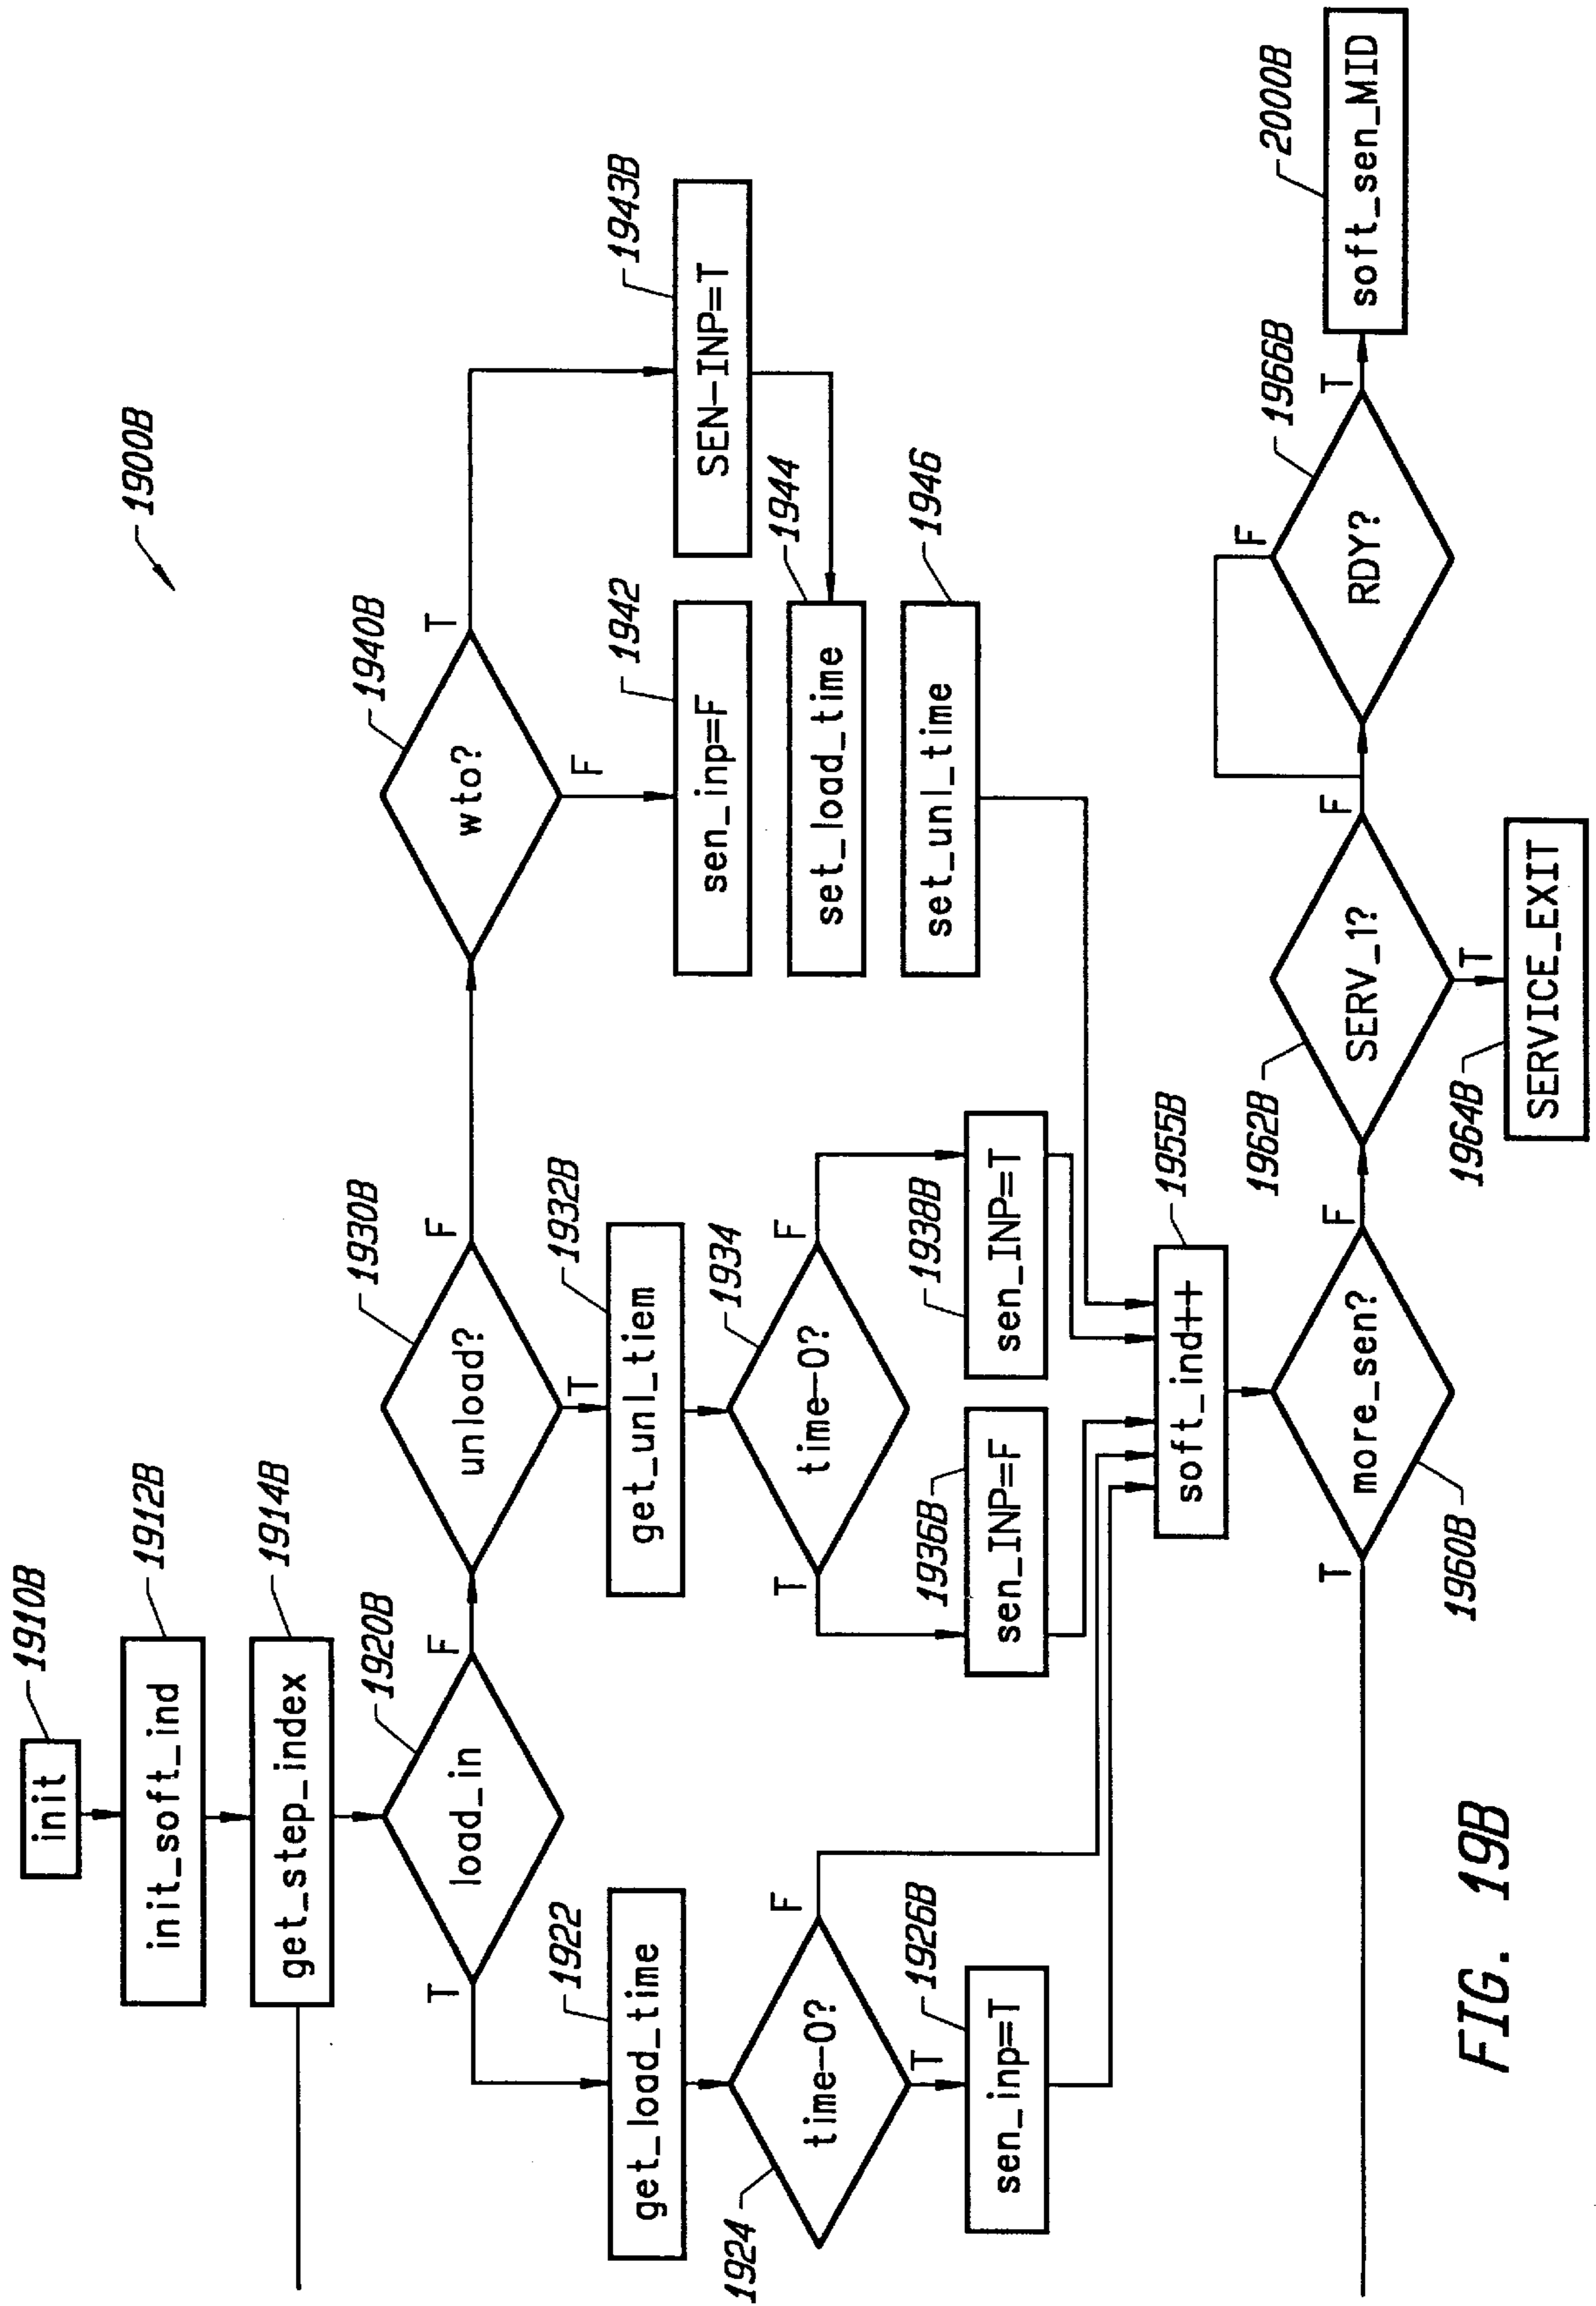 1900B
init
1910B
init_soft_ind
1912B
get_step_index
1914B
load_in
1920B
T
F
unload?
1930B
F
T
wto?
1940B
T
F
get_load_time
1922
get_unl_tiem
1932B
sen_inp=F
1942
SEN-INP=T
1943B
set_load_time
1944
set_unl_time
1946
time-0?
1924
F
T
time-0?
1934
T
F
sen_inp=T
1926B
sen_INP=F
1936B
sen_INP=T
1938B
soft_ind++
1955B
more_sen?
1960B
T
F
SERV_1?
1962B
F
T
SERVICE_EXIT
1964B
RDY?
1966B
F
T
soft_sen_MID
2000B
FIG. 19B